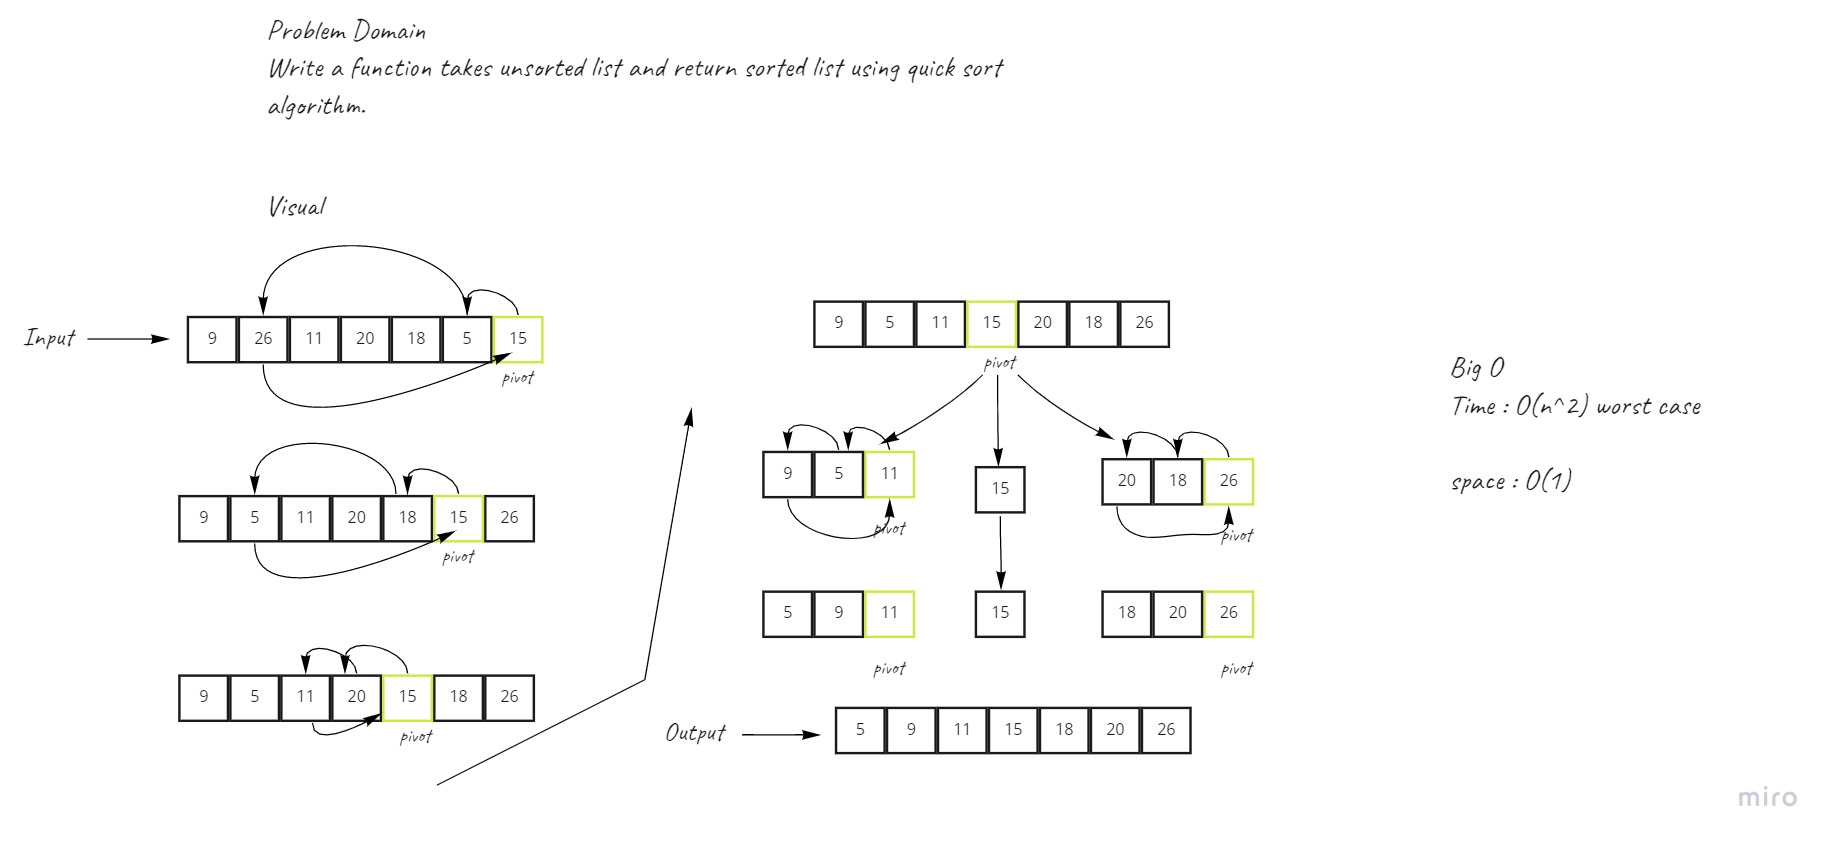 Problem Domain
Write a function takes unsorted list and return sorted list using quick sort
algorithm.
Visual
Input
9 26 11 20 18 5 15
pivot
9 5 11 20 18 15 26
pivot
9 5 11 20 15 18 26
pivot
9 5 11 15 20 18 26
pivot
9 5 11
pivot
15
20 18 26
pivot
5 9 11
pivot
15
18 20 26
pivot
Output
5 9 11 15 18 20 26
Big O
Time : O(n^2) worst case
space : O(1)
miro